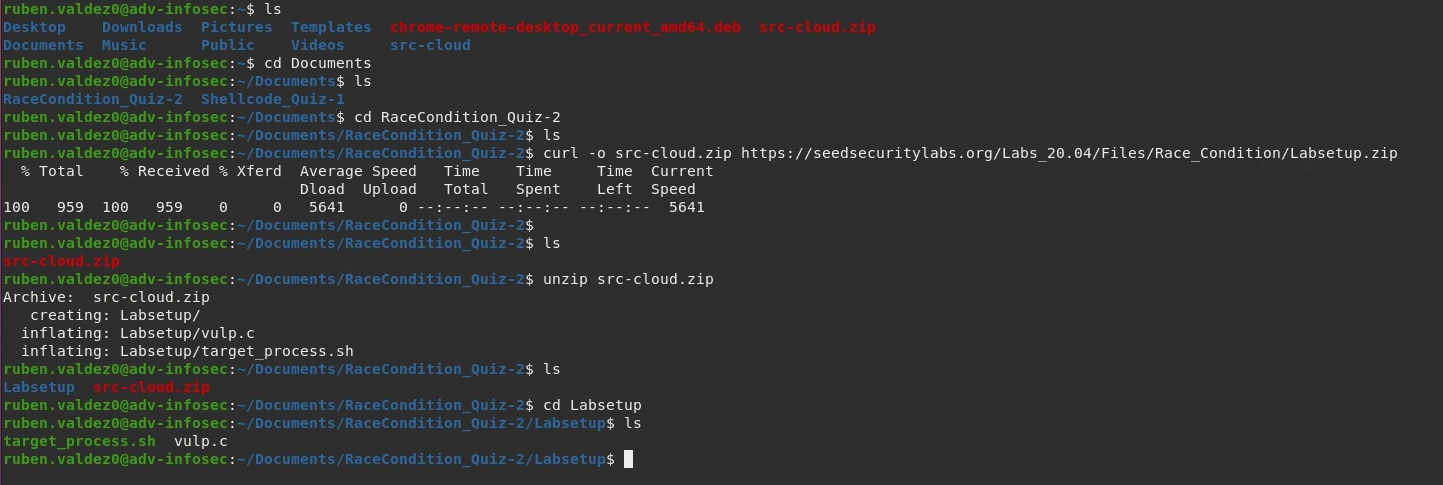 ruben.valdez0@adv-infosec:~$ ls
Desktop    Downloads  Pictures  Templates  chrome-remote-desktop_current_amd64.deb  src-cloud.zip
Documents  Music      Public    Videos     src-cloud
ruben.valdez0@adv-infosec:~$ cd Documents
ruben.valdez0@adv-infosec:~/Documents$ ls
RaceCondition_Quiz-2  Shellcode_Quiz-1
ruben.valdez0@adv-infosec:~/Documents$ cd RaceCondition_Quiz-2
ruben.valdez0@adv-infosec:~/Documents/RaceCondition_Quiz-2$ ls
ruben.valdez0@adv-infosec:~/Documents/RaceCondition_Quiz-2$ curl -o src-cloud.zip https://seedsecuritylabs.org/Labs_20.04/Files/Race_Condition/Labsetup.zip
  % Total    % Received % Xferd  Average Speed   Time    Time     Time  Current
                                 Dload  Upload   Total   Spent    Left  Speed
100   959  100   959    0     0   5641      0 --:--:-- --:--:-- --:--:--  5641
ruben.valdez0@adv-infosec:~/Documents/RaceCondition_Quiz-2$
ruben.valdez0@adv-infosec:~/Documents/RaceCondition_Quiz-2$ ls
src-cloud.zip
ruben.valdez0@adv-infosec:~/Documents/RaceCondition_Quiz-2$ unzip src-cloud.zip
Archive:  src-cloud.zip
   creating: Labsetup/
  inflating: Labsetup/vulp.c
  inflating: Labsetup/target_process.sh
ruben.valdez0@adv-infosec:~/Documents/RaceCondition_Quiz-2$ ls
Labsetup  src-cloud.zip
ruben.valdez0@adv-infosec:~/Documents/RaceCondition_Quiz-2$ cd Labsetup
ruben.valdez0@adv-infosec:~/Documents/RaceCondition_Quiz-2/Labsetup$ ls
target_process.sh  vulp.c
ruben.valdez0@adv-infosec:~/Documents/RaceCondition_Quiz-2/Labsetup$